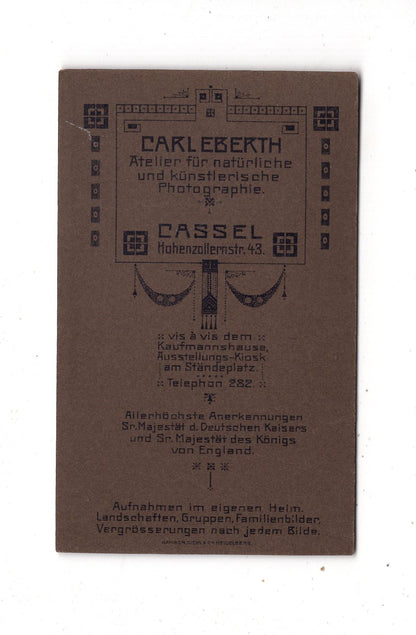 CARL EBERTH
Atelier für natürliche
und künstlerische
Photographie.
CASSEL
Hohenzollernstr. 43.
:: vis à vis dem ::
Kaufmannshause,
Ausstellungs-Kiosk
am Ständeplatz.
:: Telephon 282. ::
Allerhöchste Anerkennungen
Sr. Majestät d. Deutschen Kaisers
und Sr. Majestät des Königs
von England.
Aufnahmen im eigenen Heim.
Landschaften, Gruppen, Familienbilder,
Vergrösserungen nach jedem Bilde.